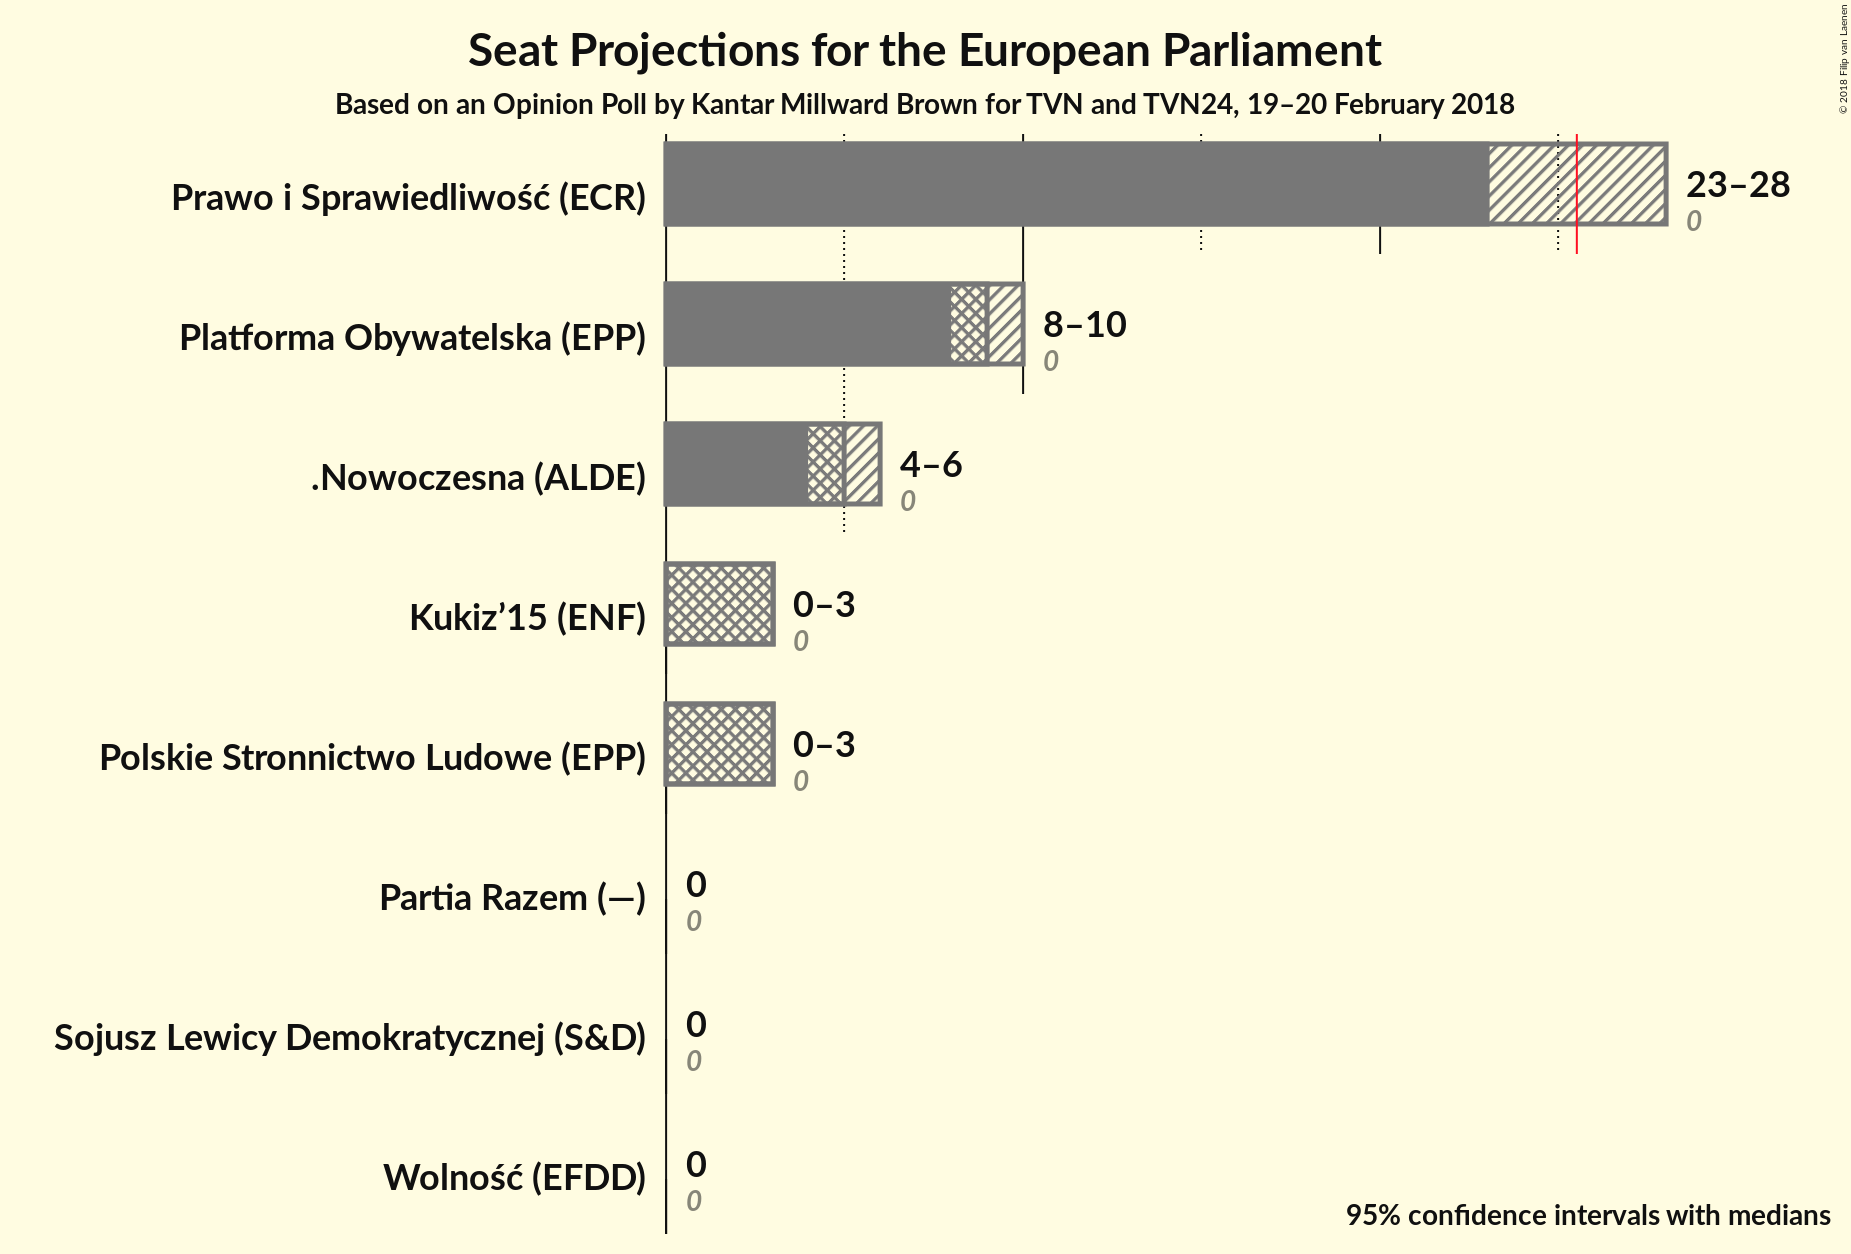 Seat Projections for the European Parliament
Based on an Opinion Poll by Kantar Millward Brown for TVN and TVN24, 19–20 February 2018
© 2018 Filip van Laenen
Prawo i Sprawiedliwość (ECR)
23–28
0
Platforma Obywatelska (EPP)
8–10
0
.Nowoczesna (ALDE)
4–6
0
Kukiz’15 (ENF)
0–3
0
Polskie Stronnictwo Ludowe (EPP)
0–3
0
Partia Razem (—)
0
0
Sojusz Lewicy Demokratycznej (S&D)
0
0
Wolność (EFDD)
0
0
95% confidence intervals with medians